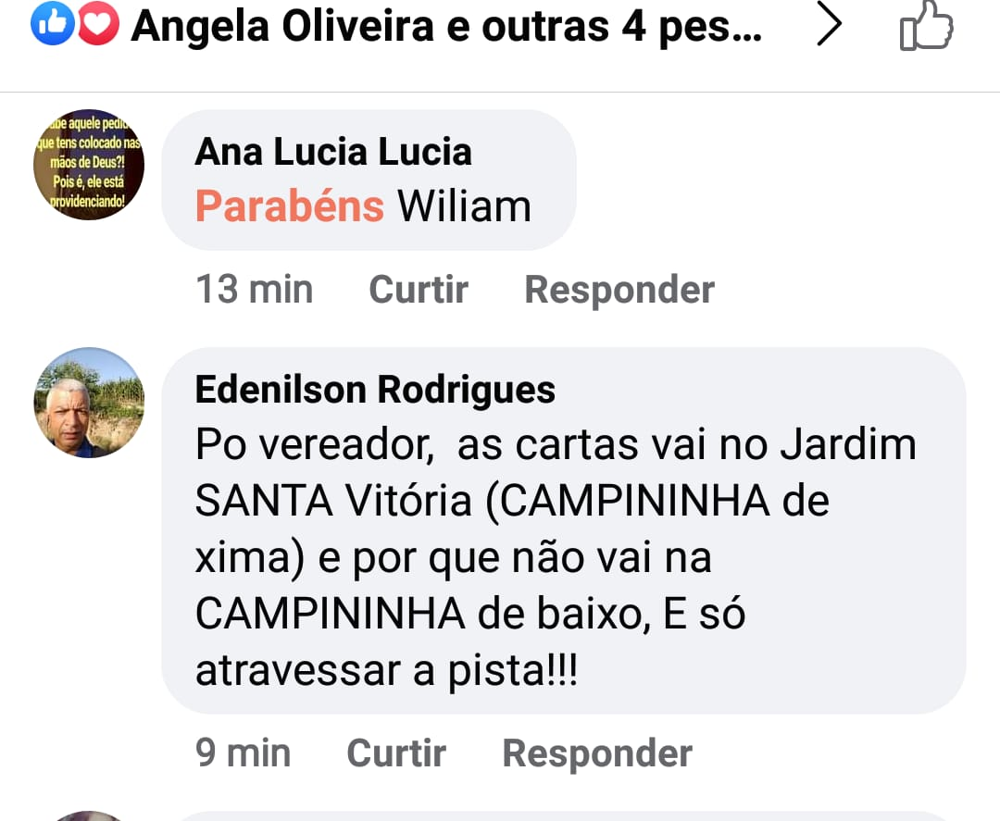 Angela Oliveira e outras 4 pes...
abe aquele pedid
que tens colocado nas
mãos de Deus?!
Pois é, ele está
providenciando!
Ana Lucia Lucia
Parabéns Wiliam
13 min Curtir Responder
Edenilson Rodrigues
Po vereador, as cartas vai no Jardim
SANTA Vitória (CAMPININHA de
xima) e por que não vai na
CAMPININHA de baixo, E só
atravessar a pista!!!
9 min Curtir Responder